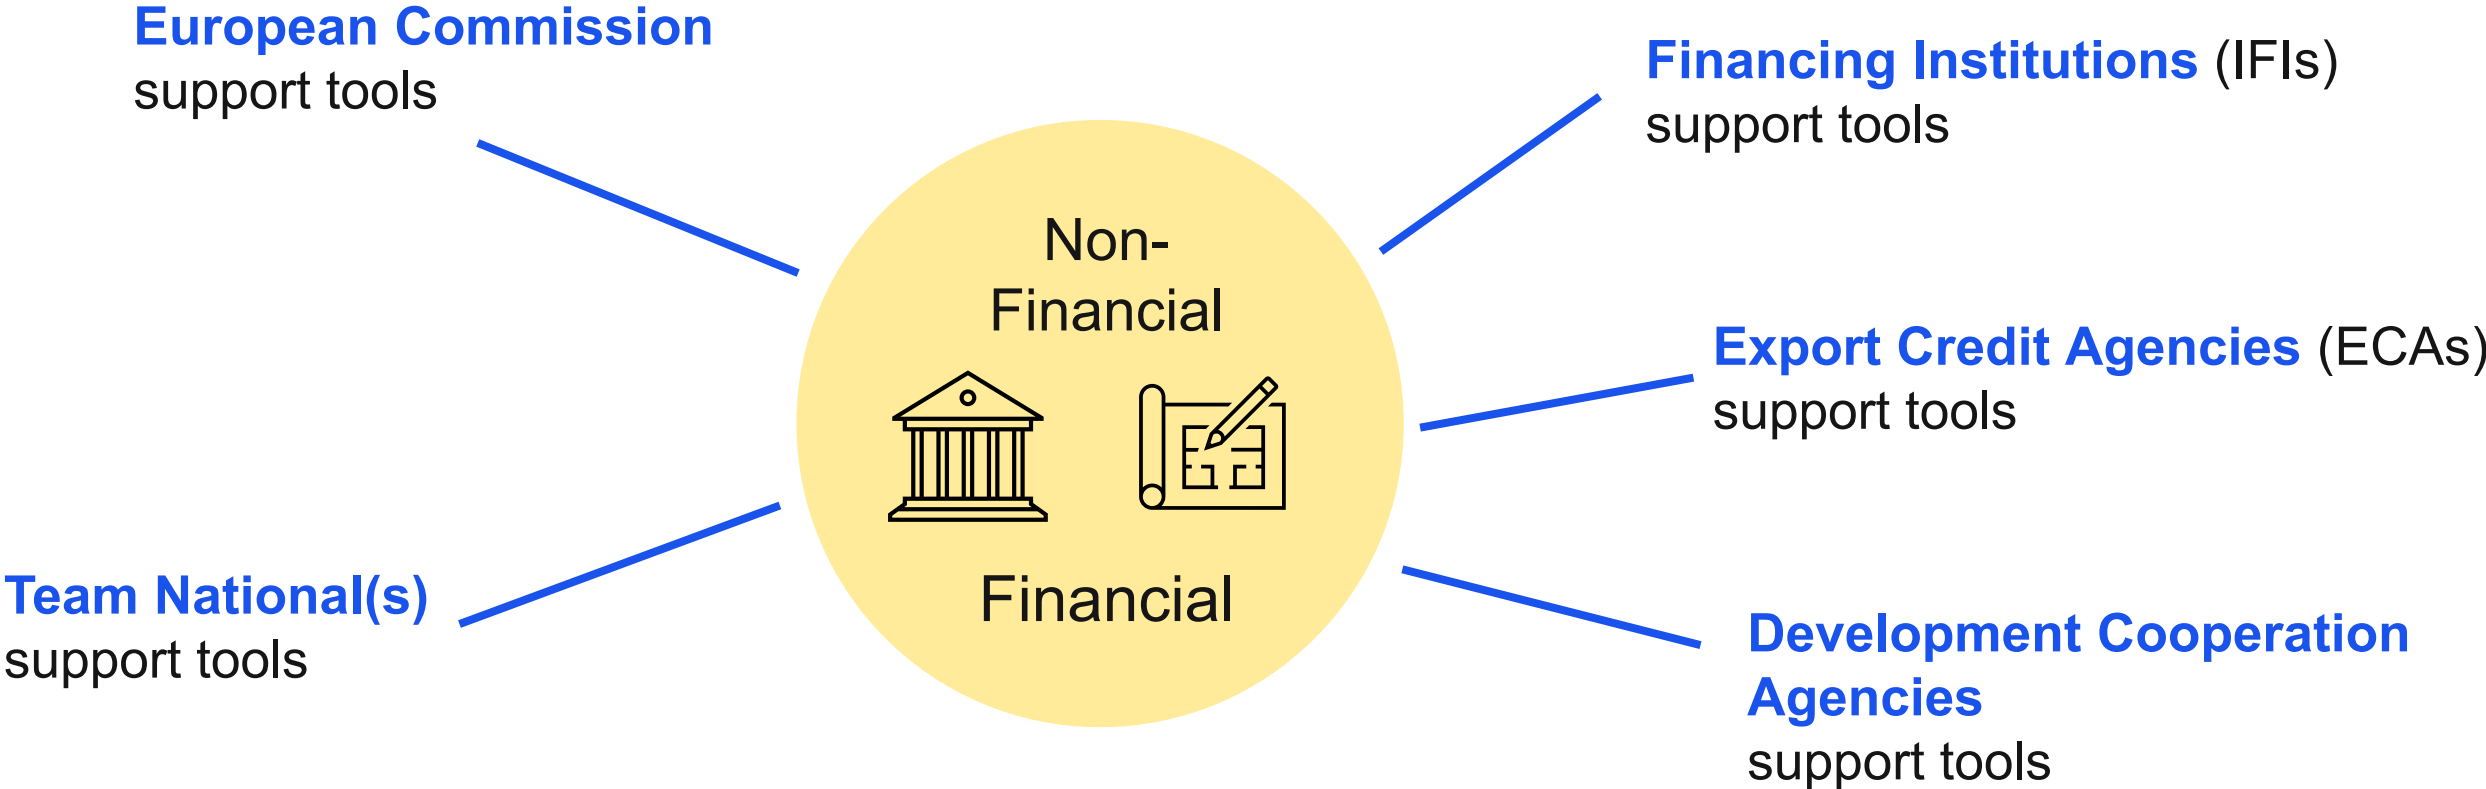 European Commission
support tools
Financing Institutions (IFIs)
support tools
Non-
Financial
Export Credit Agencies (ECAs)
support tools
Financial
Team National(s)
support tools
Development Cooperation
Agencies
support tools